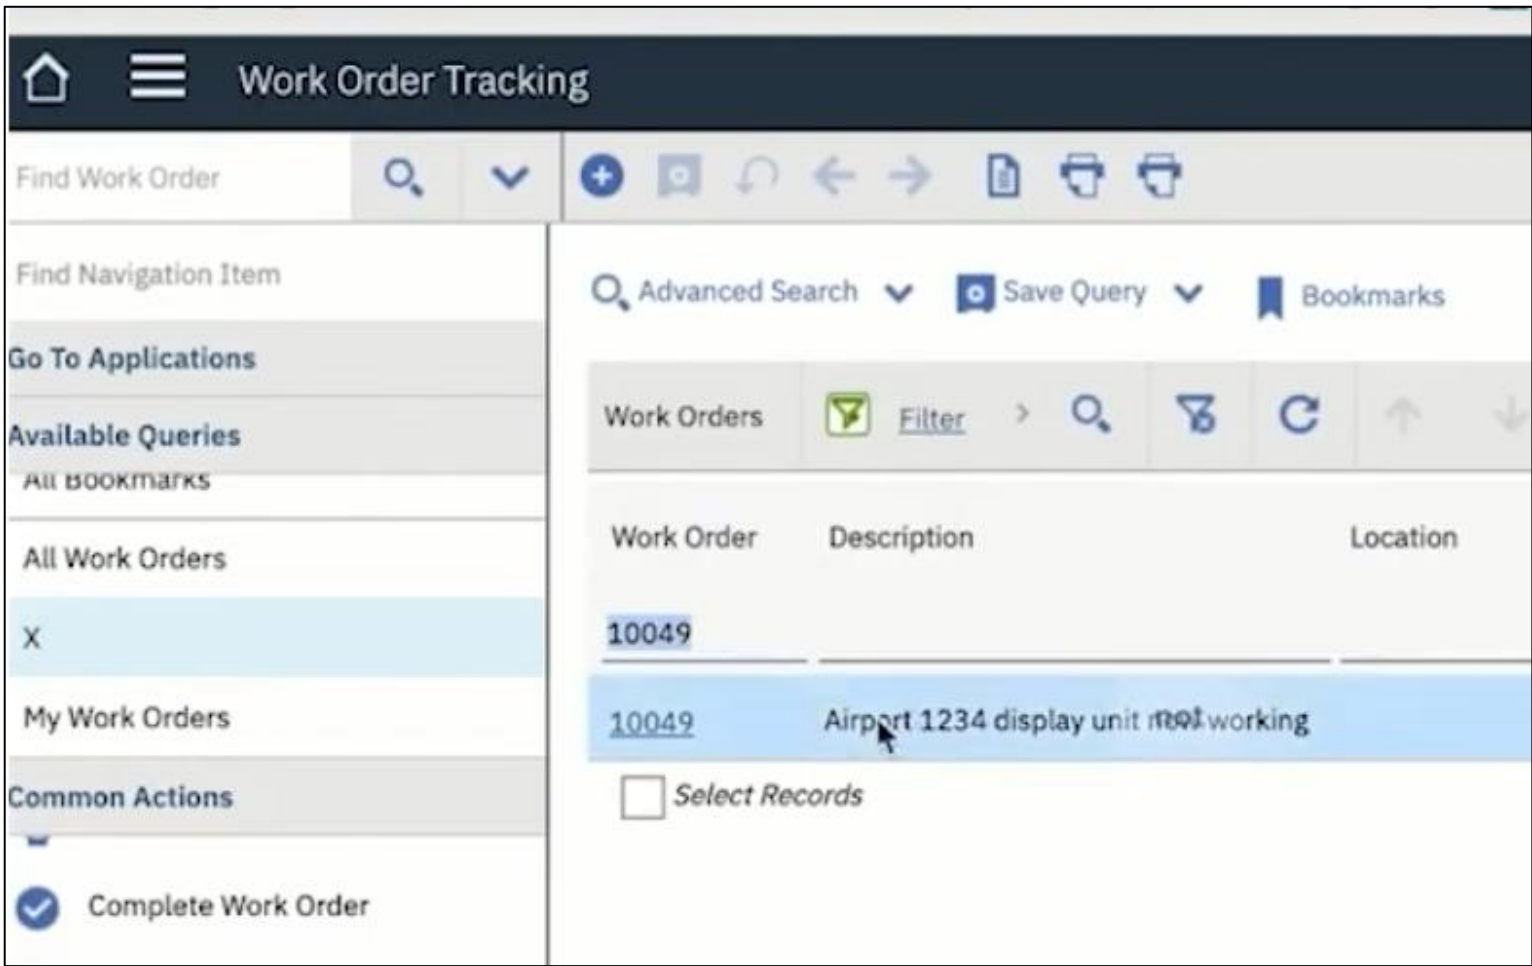 Work Order Tracking
Find Work Order
Find Navigation Item
Go To Applications
Available Queries
All Bookmarks
All Work Orders
X
My Work Orders
Common Actions
Complete Work Order
Advanced Search
Save Query
Bookmarks
Work Orders
Filter
Work Order Description Location
10049
10049 Airport 1234 display unit not working
Select Records